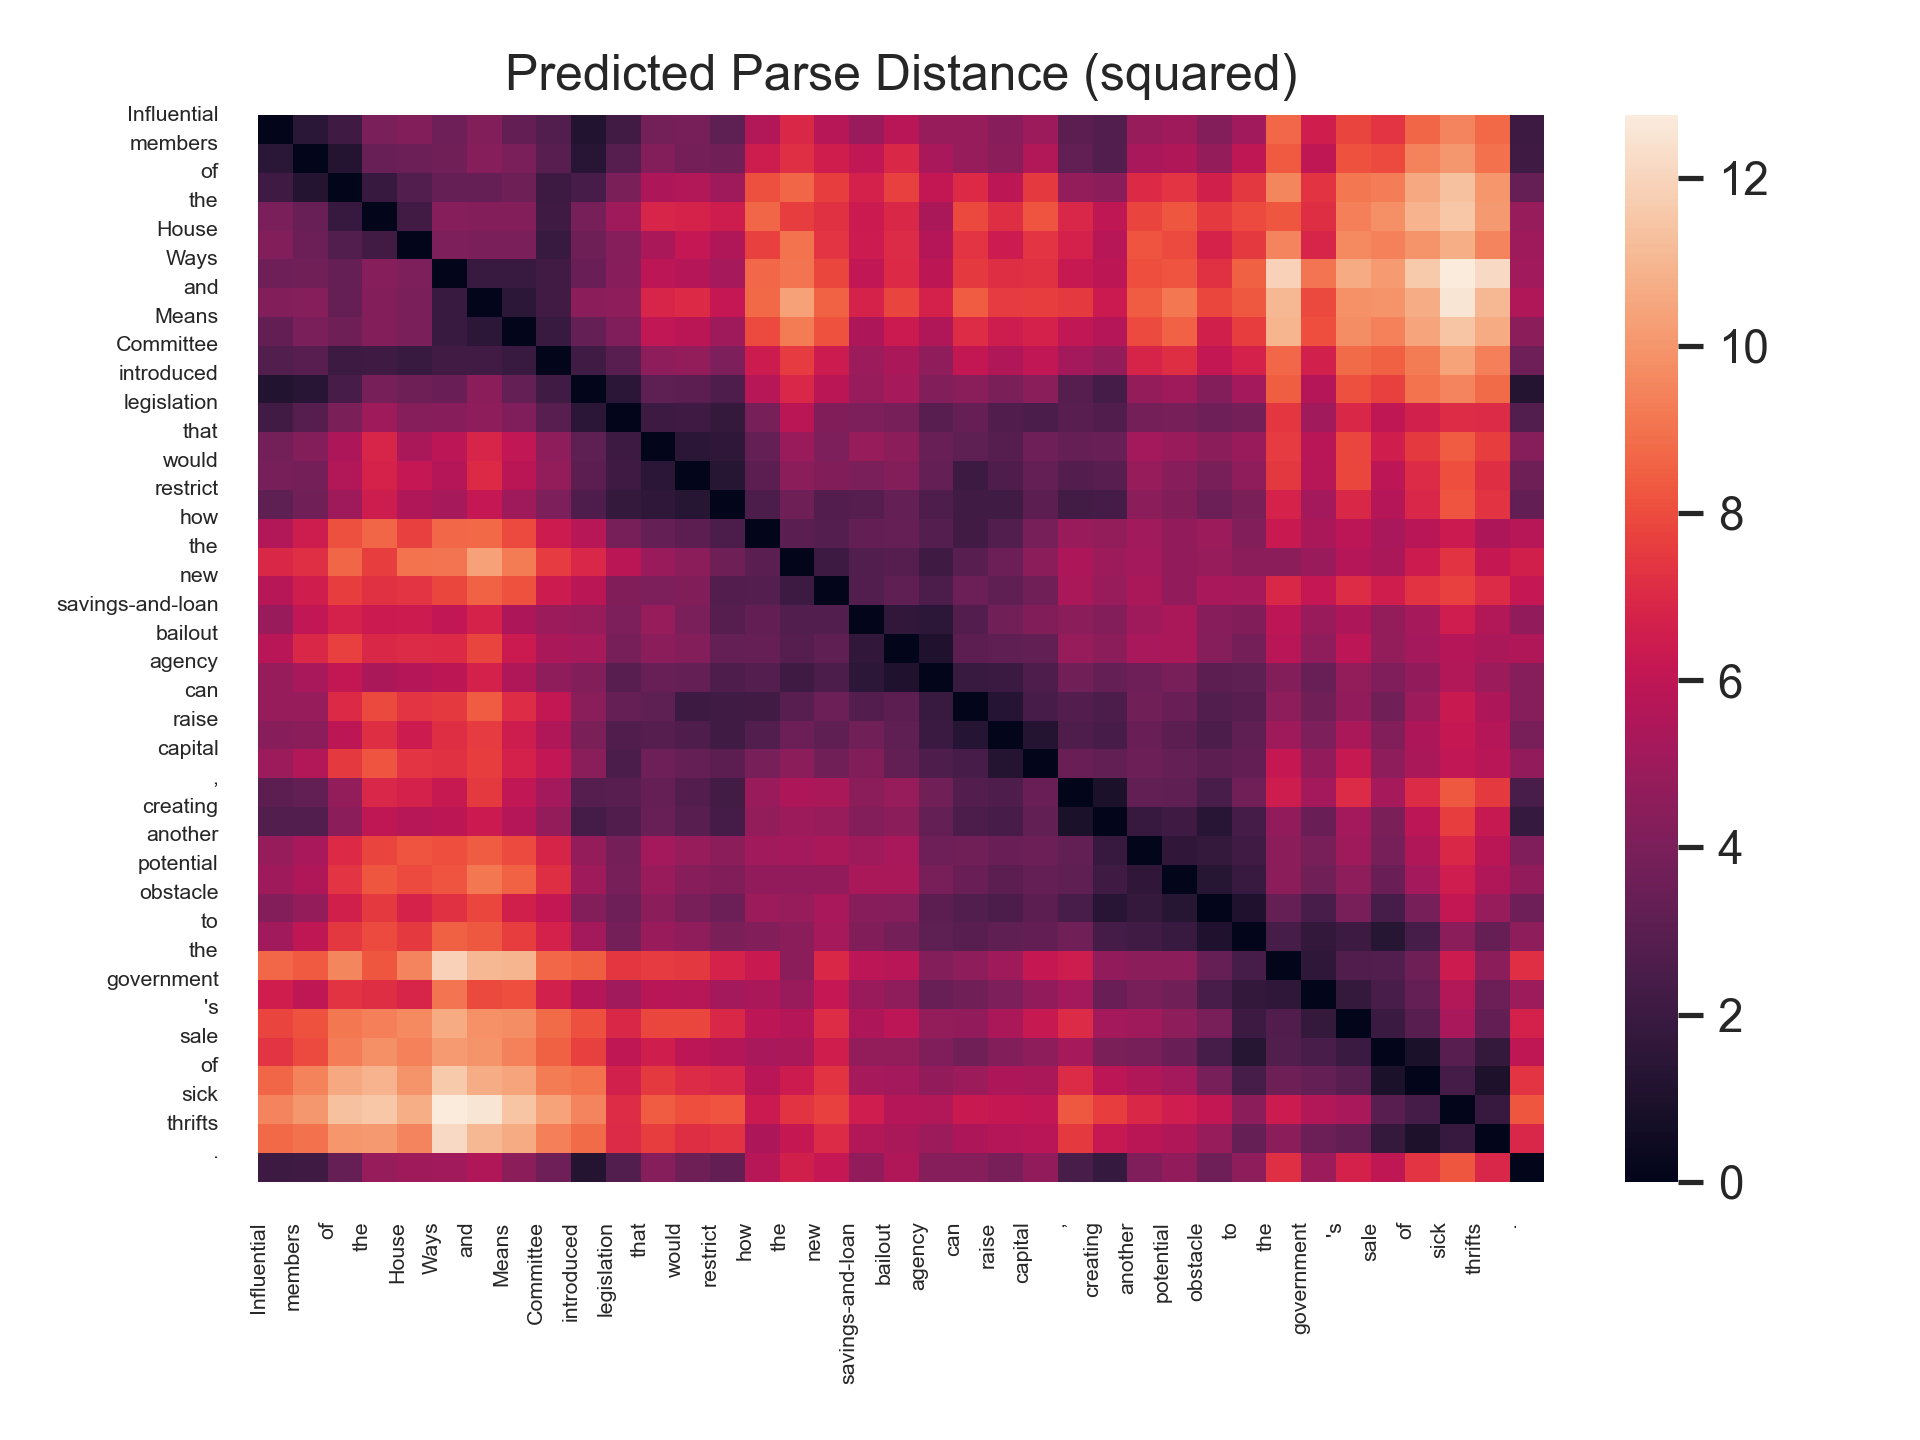 Predicted Parse Distance (squared)
Influential
members
of
the
House
Ways
and
Means
Committee
introduced
legislation
that
would
restrict
how
the
new
savings-and-loan
bailout
agency
can
raise
capital
,
creating
another
potential
obstacle
to
the
government
's
sale
of
sick
thrifts
.
12
10
8
6
4
2
0
Influential
members
of
the
House
Ways
and
Means
Committee
introduced
legislation
that
would
restrict
how
the
new
savings-and-loan
bailout
agency
can
raise
capital
,
creating
another
potential
obstacle
to
the
government
's
sale
of
sick
thrifts
.